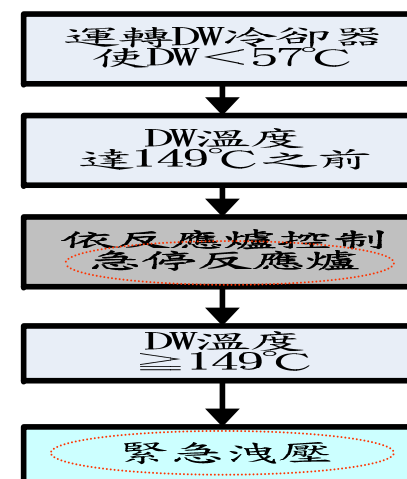 運轉DW冷卻器
使DW<57℃
DW溫度
達149℃之前
依反應爐控制
急停反應爐
DW溫度
≧149℃
緊急洩壓